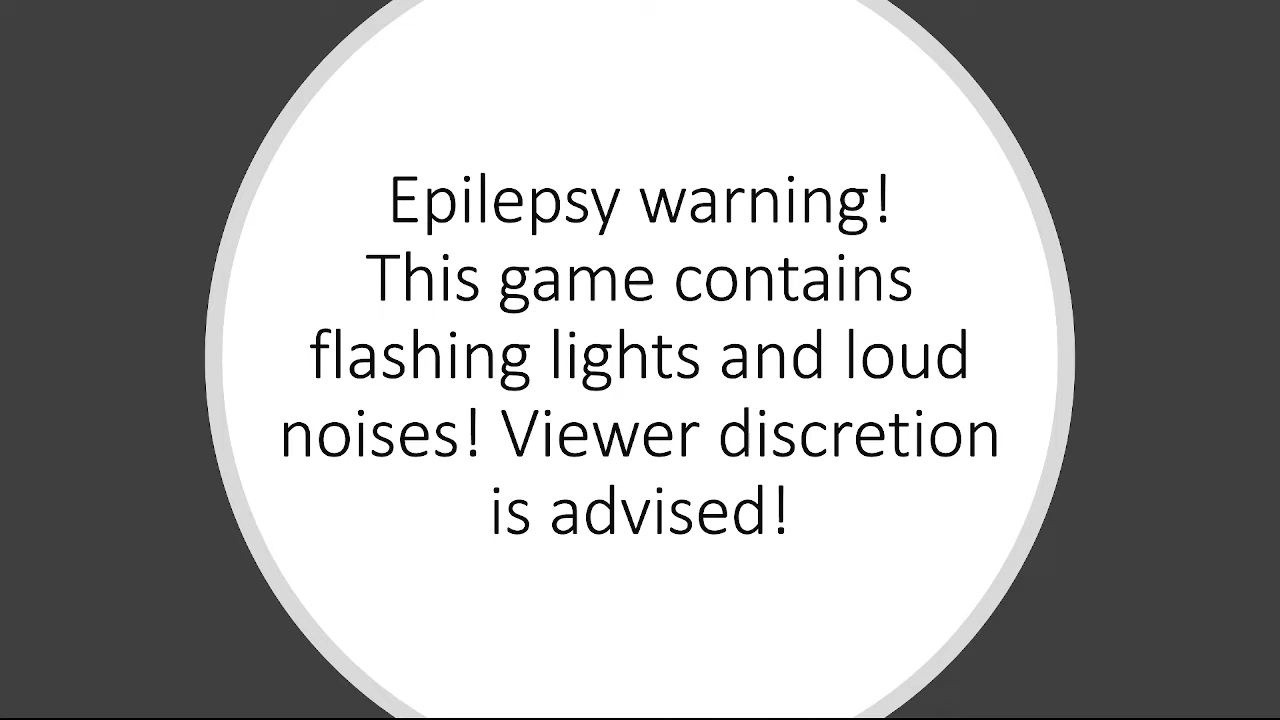 Epilepsy warning!
This game contains
flashing lights and loud
noises! Viewer discretion
is advised!